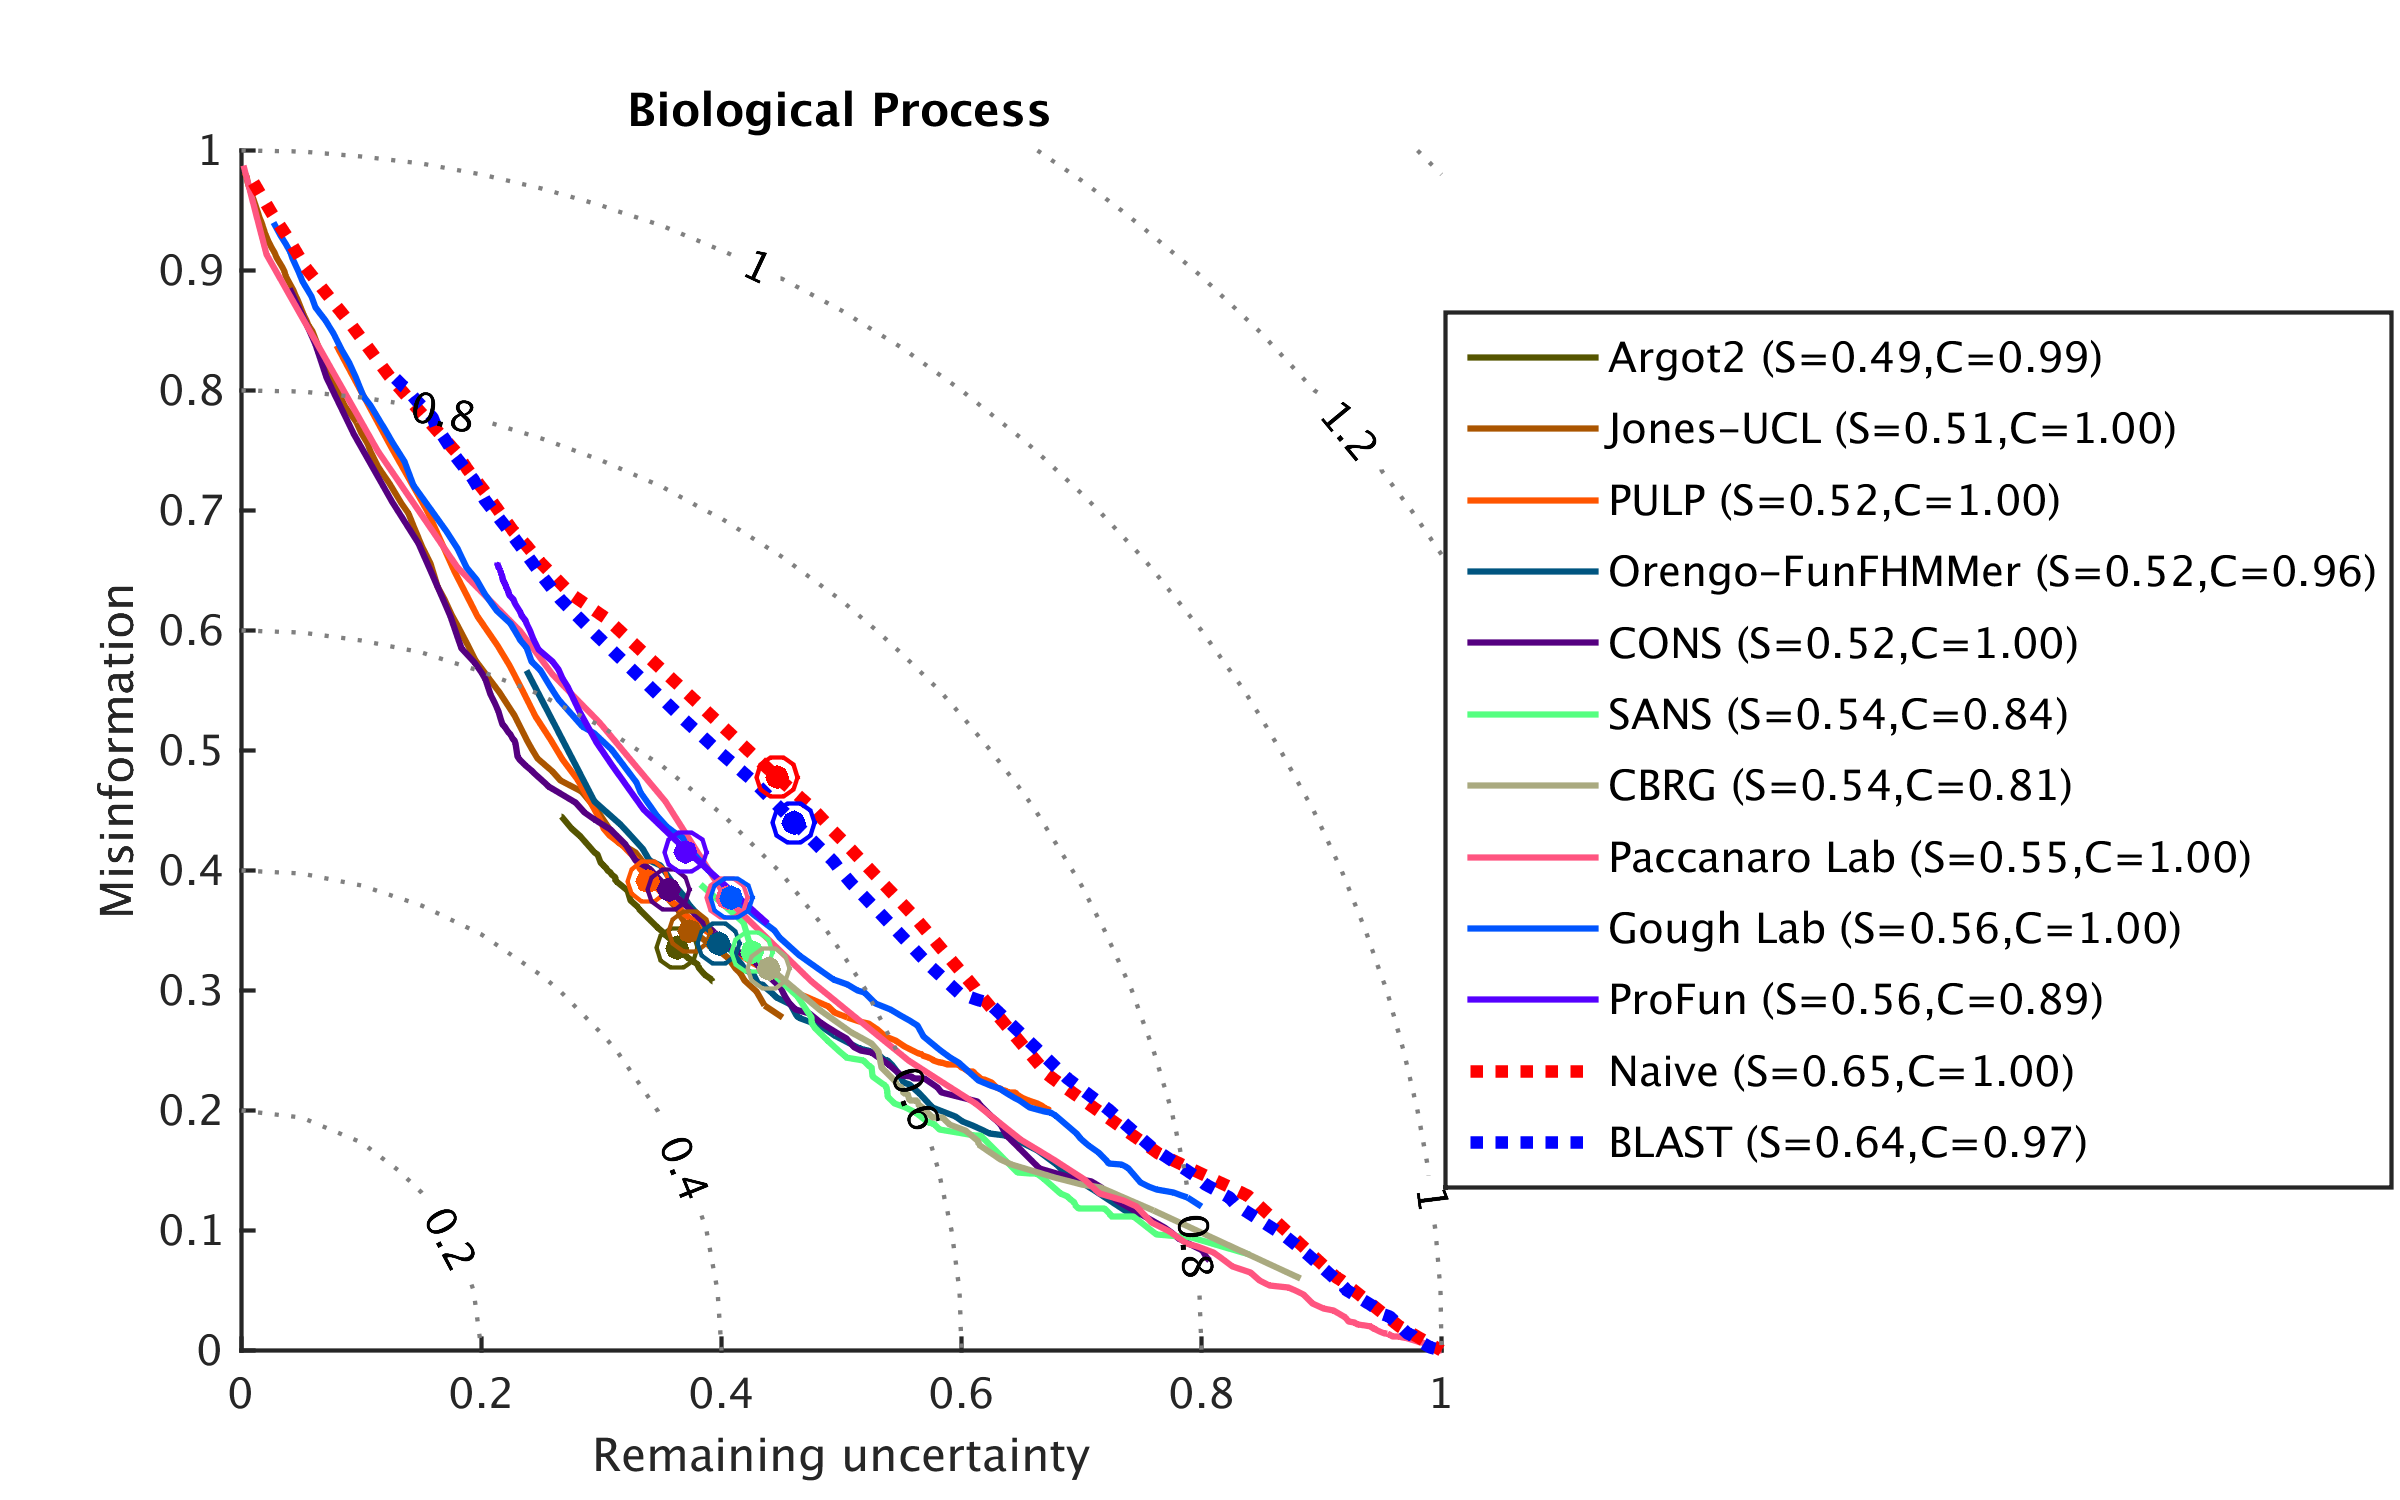 Biological Process
1
0.9
0.8
0.7
0.6
0.5
0.4
0.3
0.2
0.1
0
Misinformation
0
0.2
0.4
0.6
0.8
1
Remaining uncertainty
1
0.8
1.2
0.6
0.4
0.2
0.8
1
Argot2 (S=0.49,C=0.99)
Jones-UCL (S=0.51,C=1.00)
PULP (S=0.52,C=1.00)
Orengo-FunFHMMer (S=0.52,C=0.96)
CONS (S=0.52,C=1.00)
SANS (S=0.54,C=0.84)
CBRG (S=0.54,C=0.81)
Paccanaro Lab (S=0.55,C=1.00)
Gough Lab (S=0.56,C=1.00)
ProFun (S=0.56,C=0.89)
Naive (S=0.65,C=1.00)
BLAST (S=0.64,C=0.97)